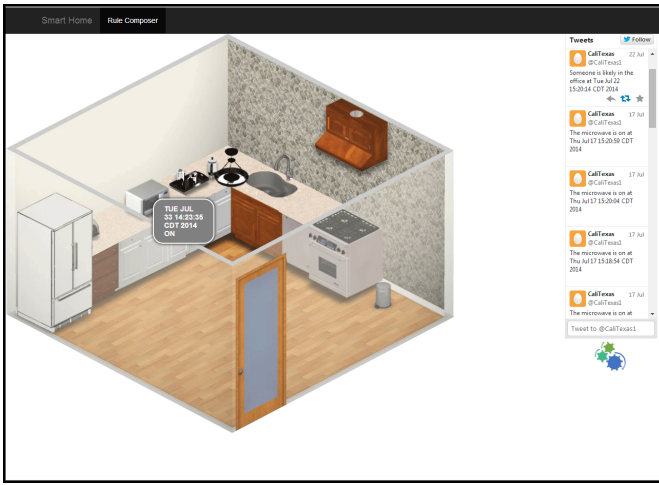 Smart Home Rule Composer
TUE JUL
33 14:23:35
CDT 2014
ON
Tweets Follow
CaliTexas 22 Jul
@CaliTexas1
Someone is likely in the
office at Tue Jul 22
15:20:14 CDT 2014
CaliTexas 17 Jul
@CaliTexas1
The microwave is on at
Thu Jul 17 15:20:59 CDT
2014
CaliTexas 17 Jul
@CaliTexas1
The microwave is on at
Thu Jul 17 15:20:04 CDT
2014
CaliTexas 17 Jul
@CaliTexas1
The microwave is on at
Thu Jul 17 15:18:54 CDT
2014
CaliTexas 17 Jul
@CaliTexas1
The microwave is on at
Tweet to @CaliTexas1